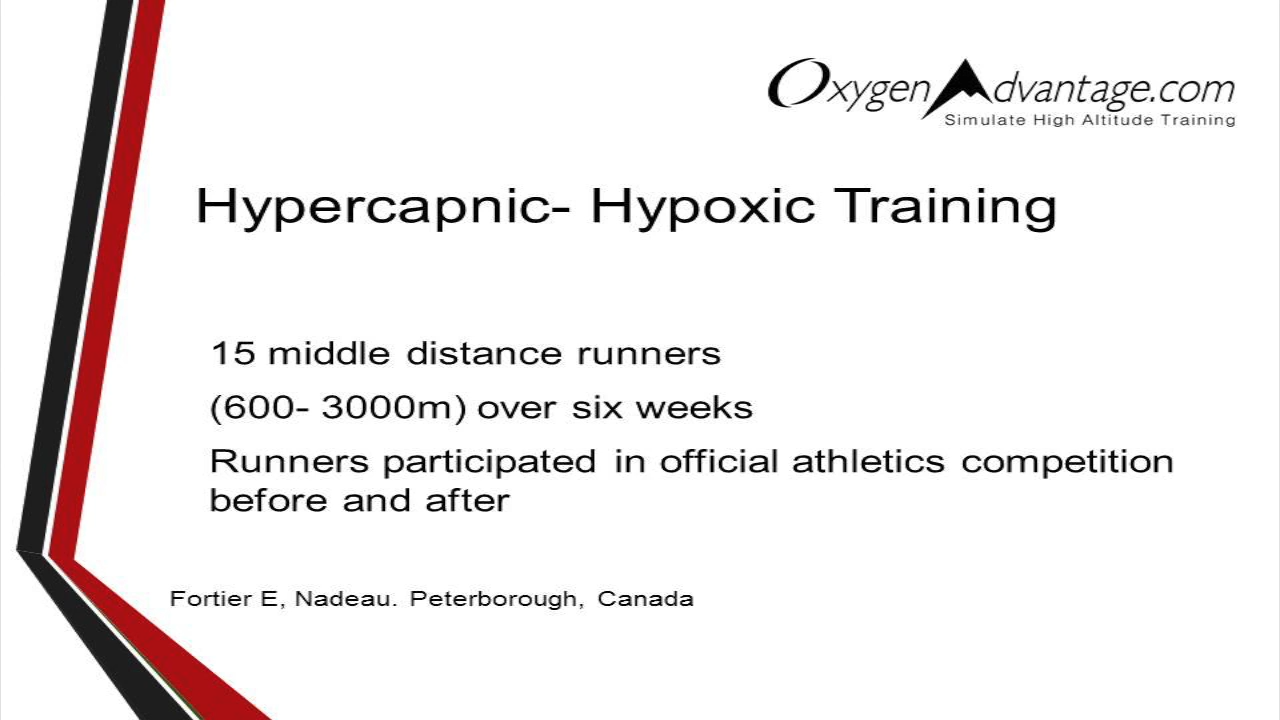 OxygenAdvantage.com
Simulate High Altitude Training
Hypercapnic- Hypoxic Training
15 middle distance runners
(600- 3000m) over six weeks
Runners participated in official athletics competition
before and after
Fortier E, Nadeau. Peterborough, Canada